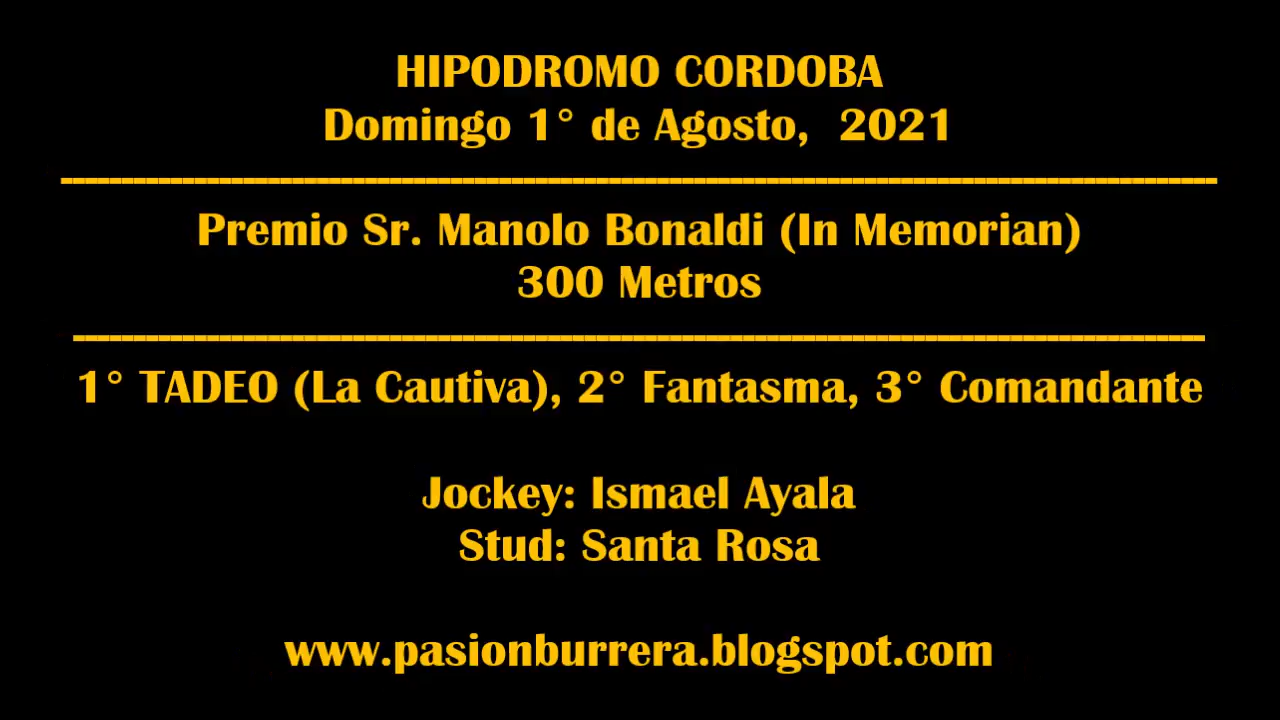 HIPODROMO CORDOBA
Domingo 1° de Agosto, 2021
Premio Sr. Manolo Bonaldi (In Memorian)
300 Metros
1° TADEO (La Cautiva), 2° Fantasma, 3° Comandante
Jockey: Ismael Ayala
Stud: Santa Rosa
www.pasionburrera.blogspot.com